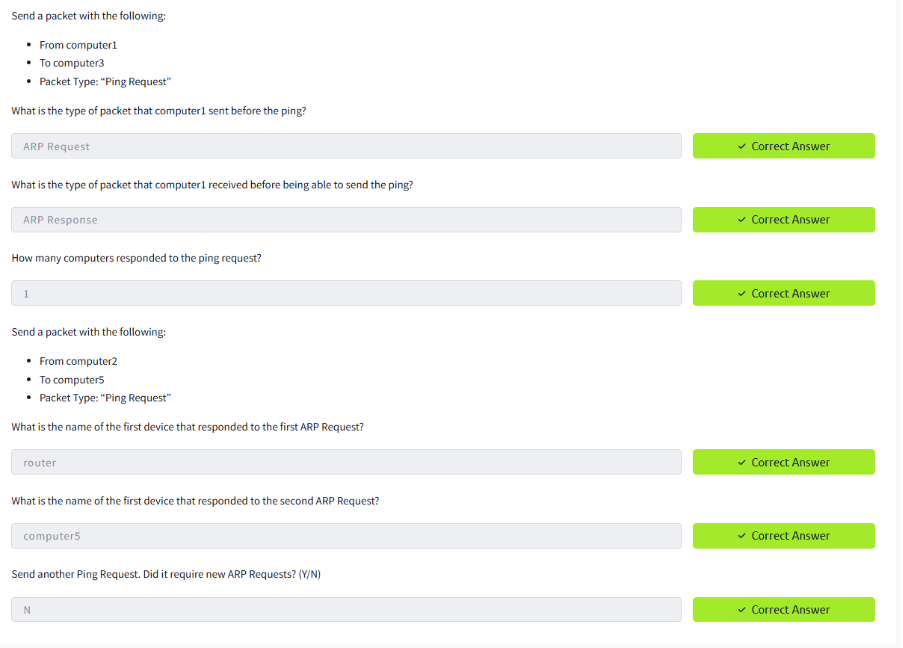 Send a packet with the following:
• From computer1
• To computer3
• Packet Type: “Ping Request”
What is the type of packet that computer1 sent before the ping?
ARP Request
✓ Correct Answer
What is the type of packet that computer1 received before being able to send the ping?
ARP Response
✓ Correct Answer
How many computers responded to the ping request?
1
✓ Correct Answer
Send a packet with the following:
• From computer2
• To computer5
• Packet Type: “Ping Request”
What is the name of the first device that responded to the first ARP Request?
router
✓ Correct Answer
What is the name of the first device that responded to the second ARP Request?
computer5
✓ Correct Answer
Send another Ping Request. Did it require new ARP Requests? (Y/N)
N
✓ Correct Answer